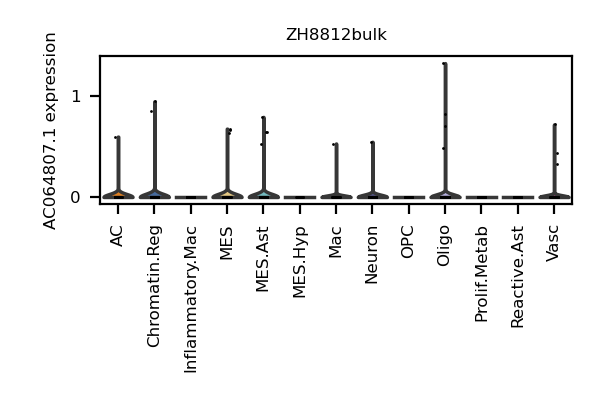 ZH8812bulk
AC064807.1 expression
1
0
AC
Chromatin.Reg
Inflammatory.Mac
MES
MES.Ast
MES.Hyp
Mac
Neuron
OPC
Oligo
Prolif.Metab
Reactive.Ast
Vasc